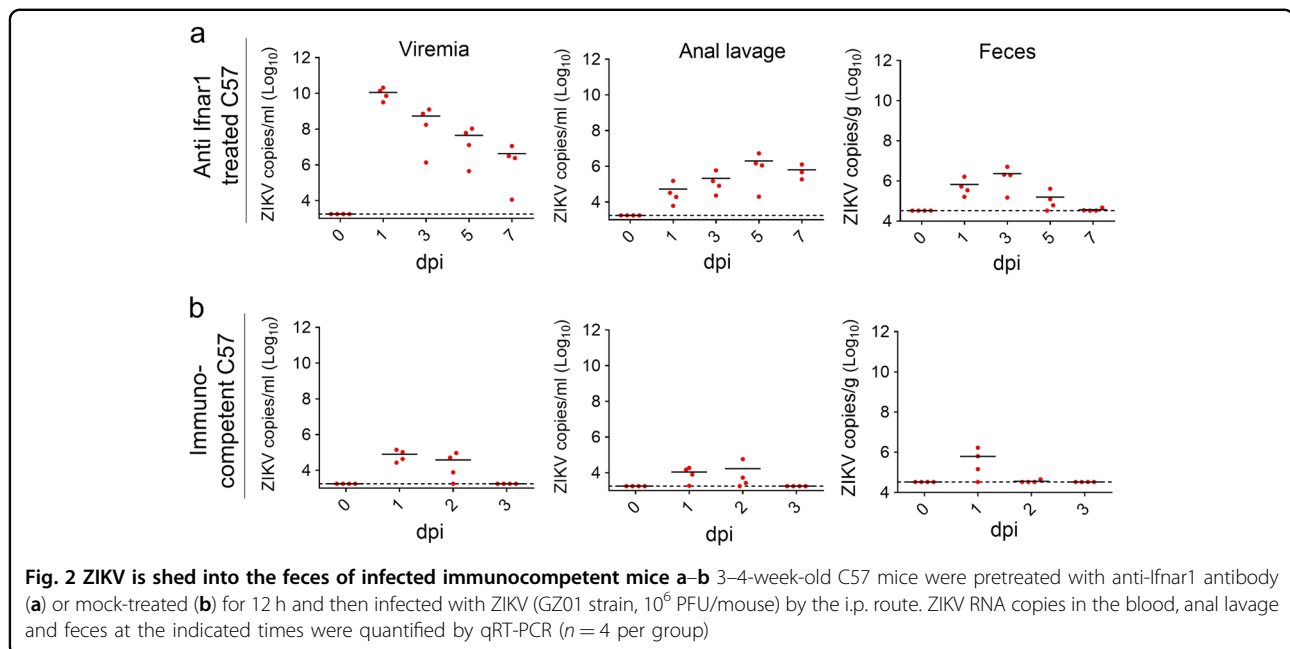 a
Anti Ifnar1
treated C57
Viremia
ZIKV copies/ml (Log10)
12
10
8
6
4
0 1 3 5 7
dpi
Anal lavage
ZIKV copies/ml (Log10)
12
10
8
6
4
0 1 3 5 7
dpi
Feces
ZIKV copies/g (Log10)
12
10
8
6
4
0 1 3 5 7
dpi
b
Immuno-
competent C57
ZIKV copies/ml (Log10)
12
10
8
6
4
0 1 2 3
dpi
ZIKV copies/ml (Log10)
12
10
8
6
4
0 1 2 3
dpi
ZIKV copies/g (Log10)
12
10
8
6
4
0 1 2 3
dpi
Fig. 2 ZIKV is shed into the feces of infected immunocompetent mice a–b 3–4-week-old C57 mice were pretreated with anti-Ifnar1 antibody
(a) or mock-treated (b) for 12 h and then infected with ZIKV (GZ01 strain, 10⁶ PFU/mouse) by the i.p. route. ZIKV RNA copies in the blood, anal lavage
and feces at the indicated times were quantified by qRT-PCR (n = 4 per group)